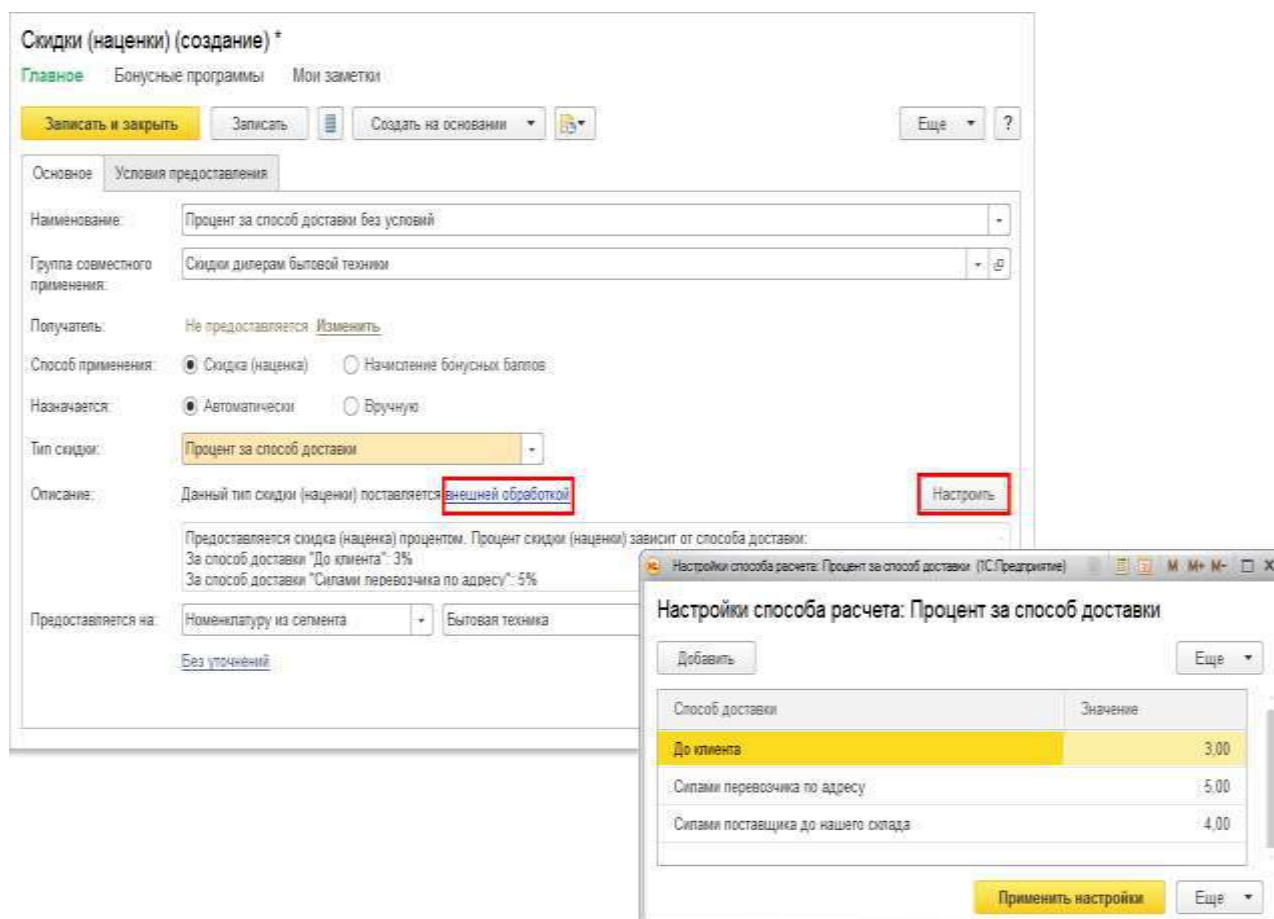 Скидки (наценки) (создание) *
Главное Бонусные программы Мои заметки
Записать и закрыть Записать Создать на основании Еще ?
Основное Условия предоставления
Наименование: Процент за способ доставки без условий
Группа совместного применения: Скидки дилерам бытовой техники
Получатель: Не предоставляется Изменить
Способ применения: Скидка (наценка) Начисление бонусных баллов
Назначается: Автоматически Вручную
Тип скидки: Процент за способ доставки
Описание: Данный тип скидки (наценки) поставляется внешней обработкой Настроить
Предоставляется скидка (наценка) процентом. Процент скидки (наценки) зависит от способа доставки:
За способ доставки "До клиента": 3%
За способ доставки "Силами перевозчика по адресу": 5%
Предоставляется на: Номенклатуру из сегмента Бытовая техника
Без уточнений
Настройки способа расчета: Процент за способ доставки (1С:Предприятие) M M+ M-
Настройки способа расчета: Процент за способ доставки
Добавить Еще
Способ доставки Значение
До клиента 3,00
Силами перевозчика по адресу 5,00
Силами поставщика до нашего склада 4,00
Применить настройки Еще